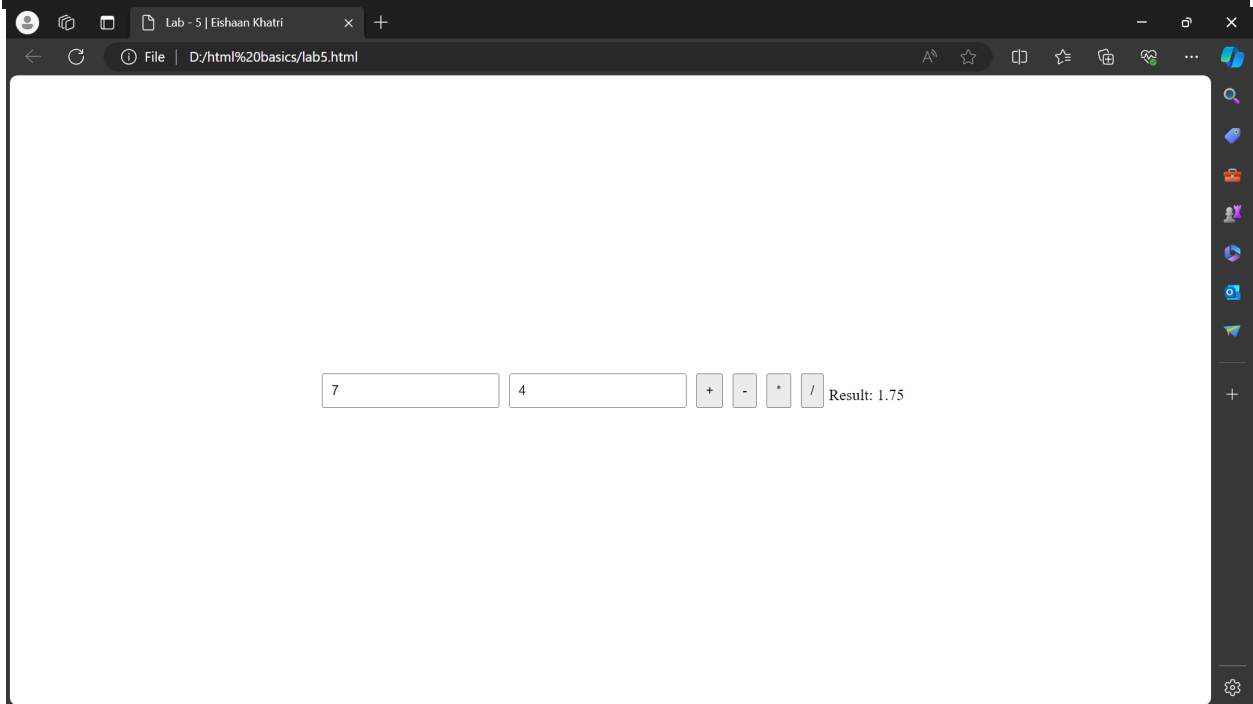 Lab - 5 | Eishaan Khatri
File | D:/html%20basics/lab5.html
7 4 + - * / Result: 1.75